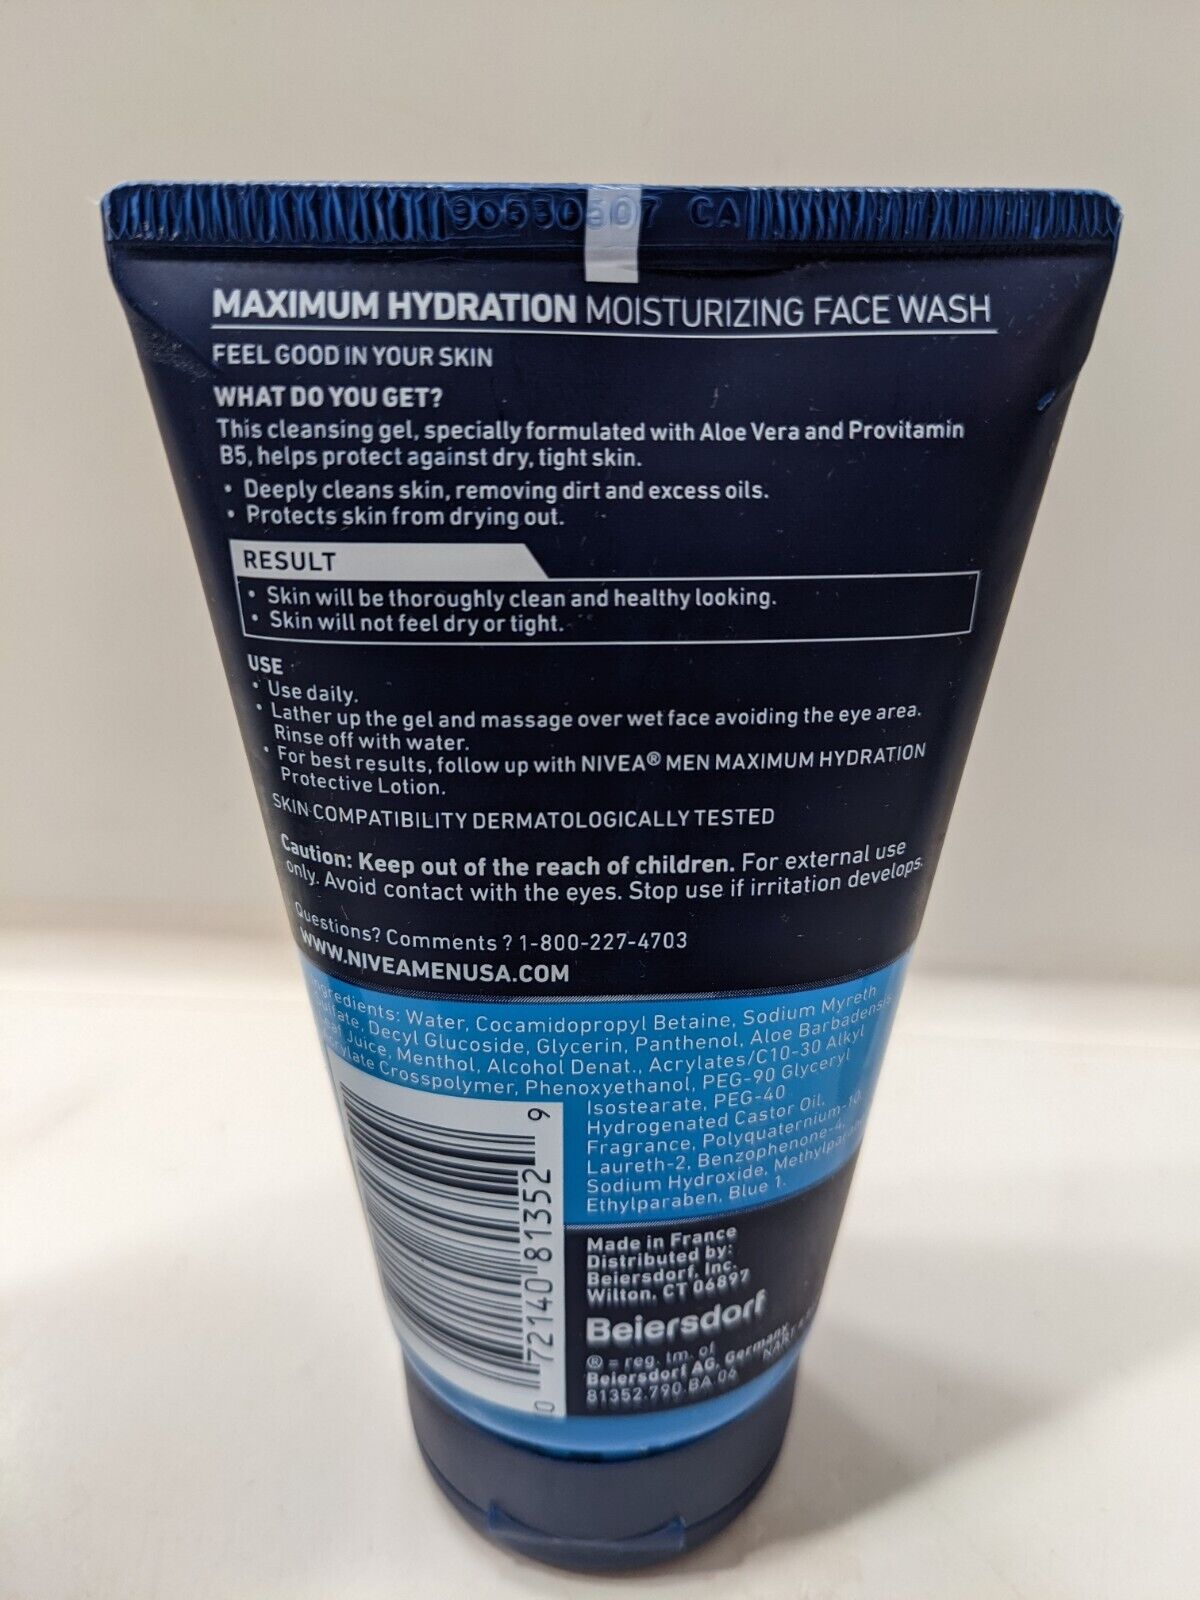 90530507 CA
MAXIMUM HYDRATION MOISTURIZING FACE WASH
FEEL GOOD IN YOUR SKIN
WHAT DO YOU GET?
This cleansing gel, specially formulated with Aloe Vera and Provitamin
B5, helps protect against dry, tight skin.
• Deeply cleans skin, removing dirt and excess oils.
• Protects skin from drying out.
RESULT
• Skin will be thoroughly clean and healthy looking.
• Skin will not feel dry or tight.
USE
• Use daily.
• Lather up the gel and massage over wet face avoiding the eye area.
Rinse off with water.
• For best results, follow up with NIVEA® MEN MAXIMUM HYDRATION
Protective Lotion.
SKIN COMPATIBILITY DERMATOLOGICALLY TESTED
Caution: Keep out of the reach of children. For external use
only. Avoid contact with the eyes. Stop use if irritation develops.
Questions? Comments? 1-800-227-4703
WWW.NIVEAMENUSA.COM
Ingredients: Water, Cocamidopropyl Betaine, Sodium Myreth
Sulfate, Decyl Glucoside, Glycerin, Panthenol, Aloe Barbadensis
Leaf Juice, Menthol, Alcohol Denat., Acrylates/C10-30 Alkyl
Acrylate Crosspolymer, Phenoxyethanol, PEG-90 Glyceryl
Isostearate, PEG-40
Hydrogenated Castor Oil,
Fragrance, Polyquaternium-10,
Laureth-2, Benzophenone-4,
Sodium Hydroxide, Methylparaben,
Ethylparaben, Blue 1.
0 72140 81352 9
Made in France
Distributed by:
Beiersdorf, Inc.
Wilton, CT 06897
Beiersdorf
® = reg. tm. of
Beiersdorf AG, Germany
81352.790.BA.04